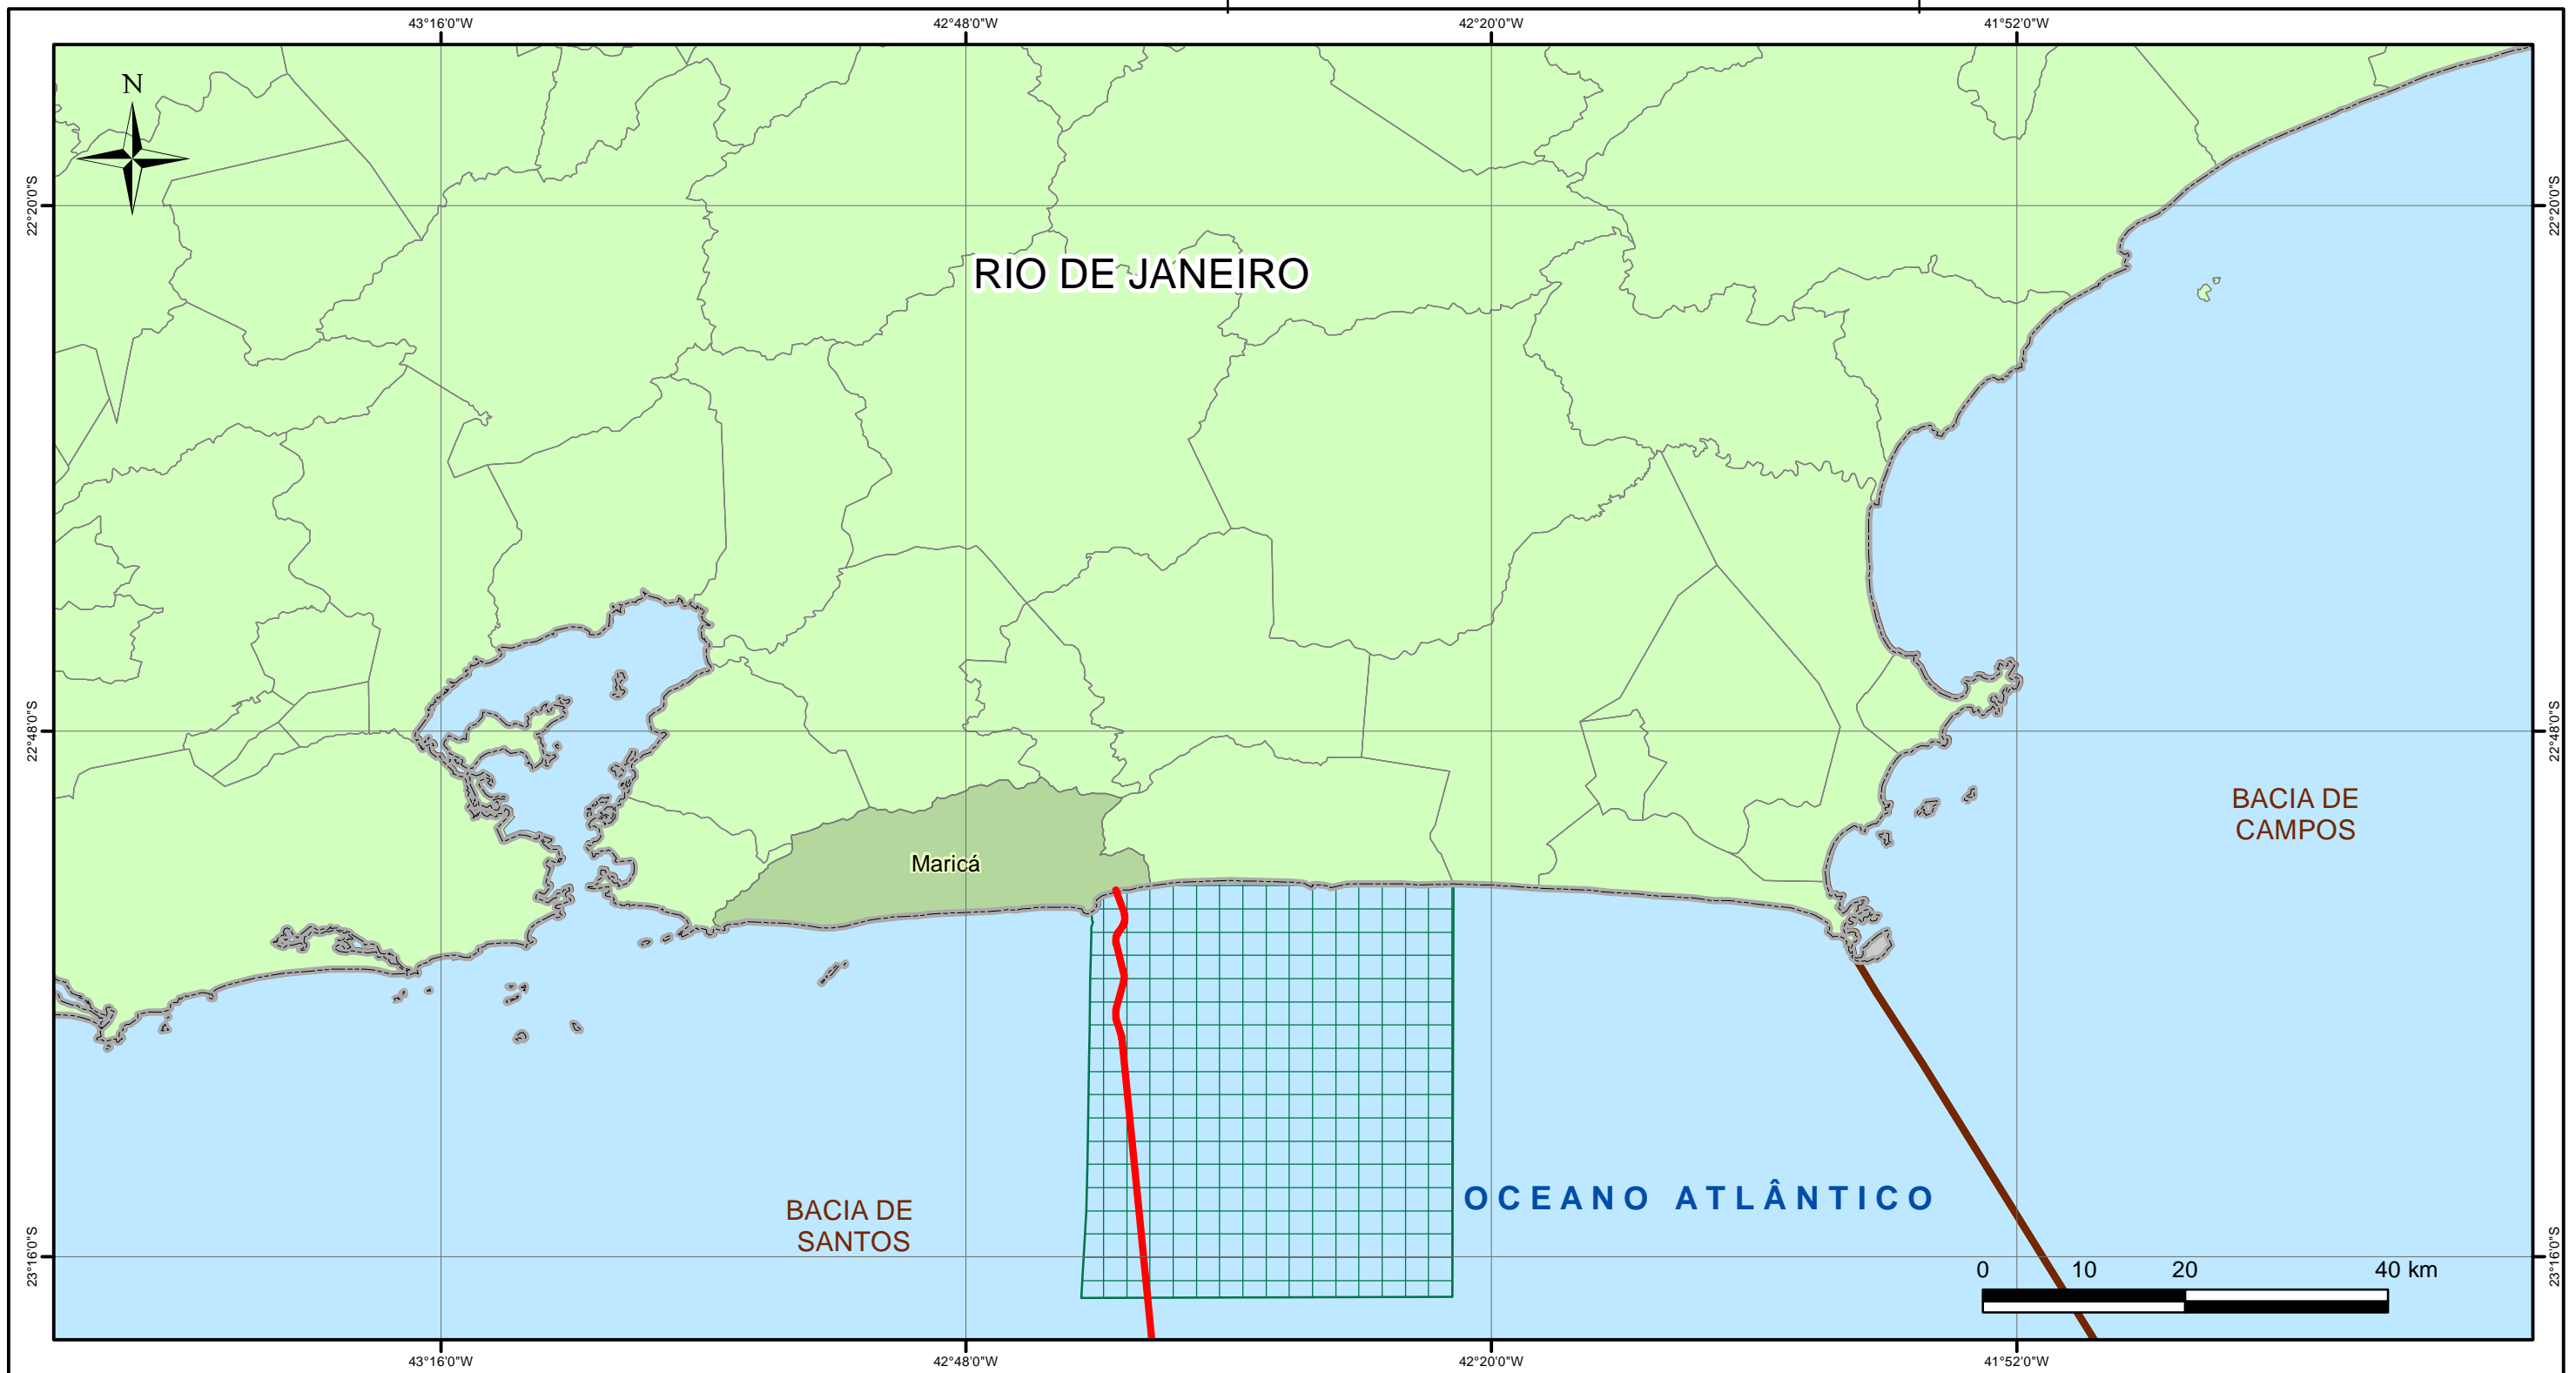 43°16'0"W
42°48'0"W
42°20'0"W
41°52'0"W
N
22°20'0"S
22°20'0"S
RIO DE JANEIRO
22°48'0"S
22°48'0"S
BACIA DE
CAMPOS
Maricá
OCEANO ATLÂNTICO
BACIA DE
SANTOS
23°16'0"S
23°16'0"S
0 10 20 40 km
43°16'0"W
42°48'0"W
42°20'0"W
41°52'0"W